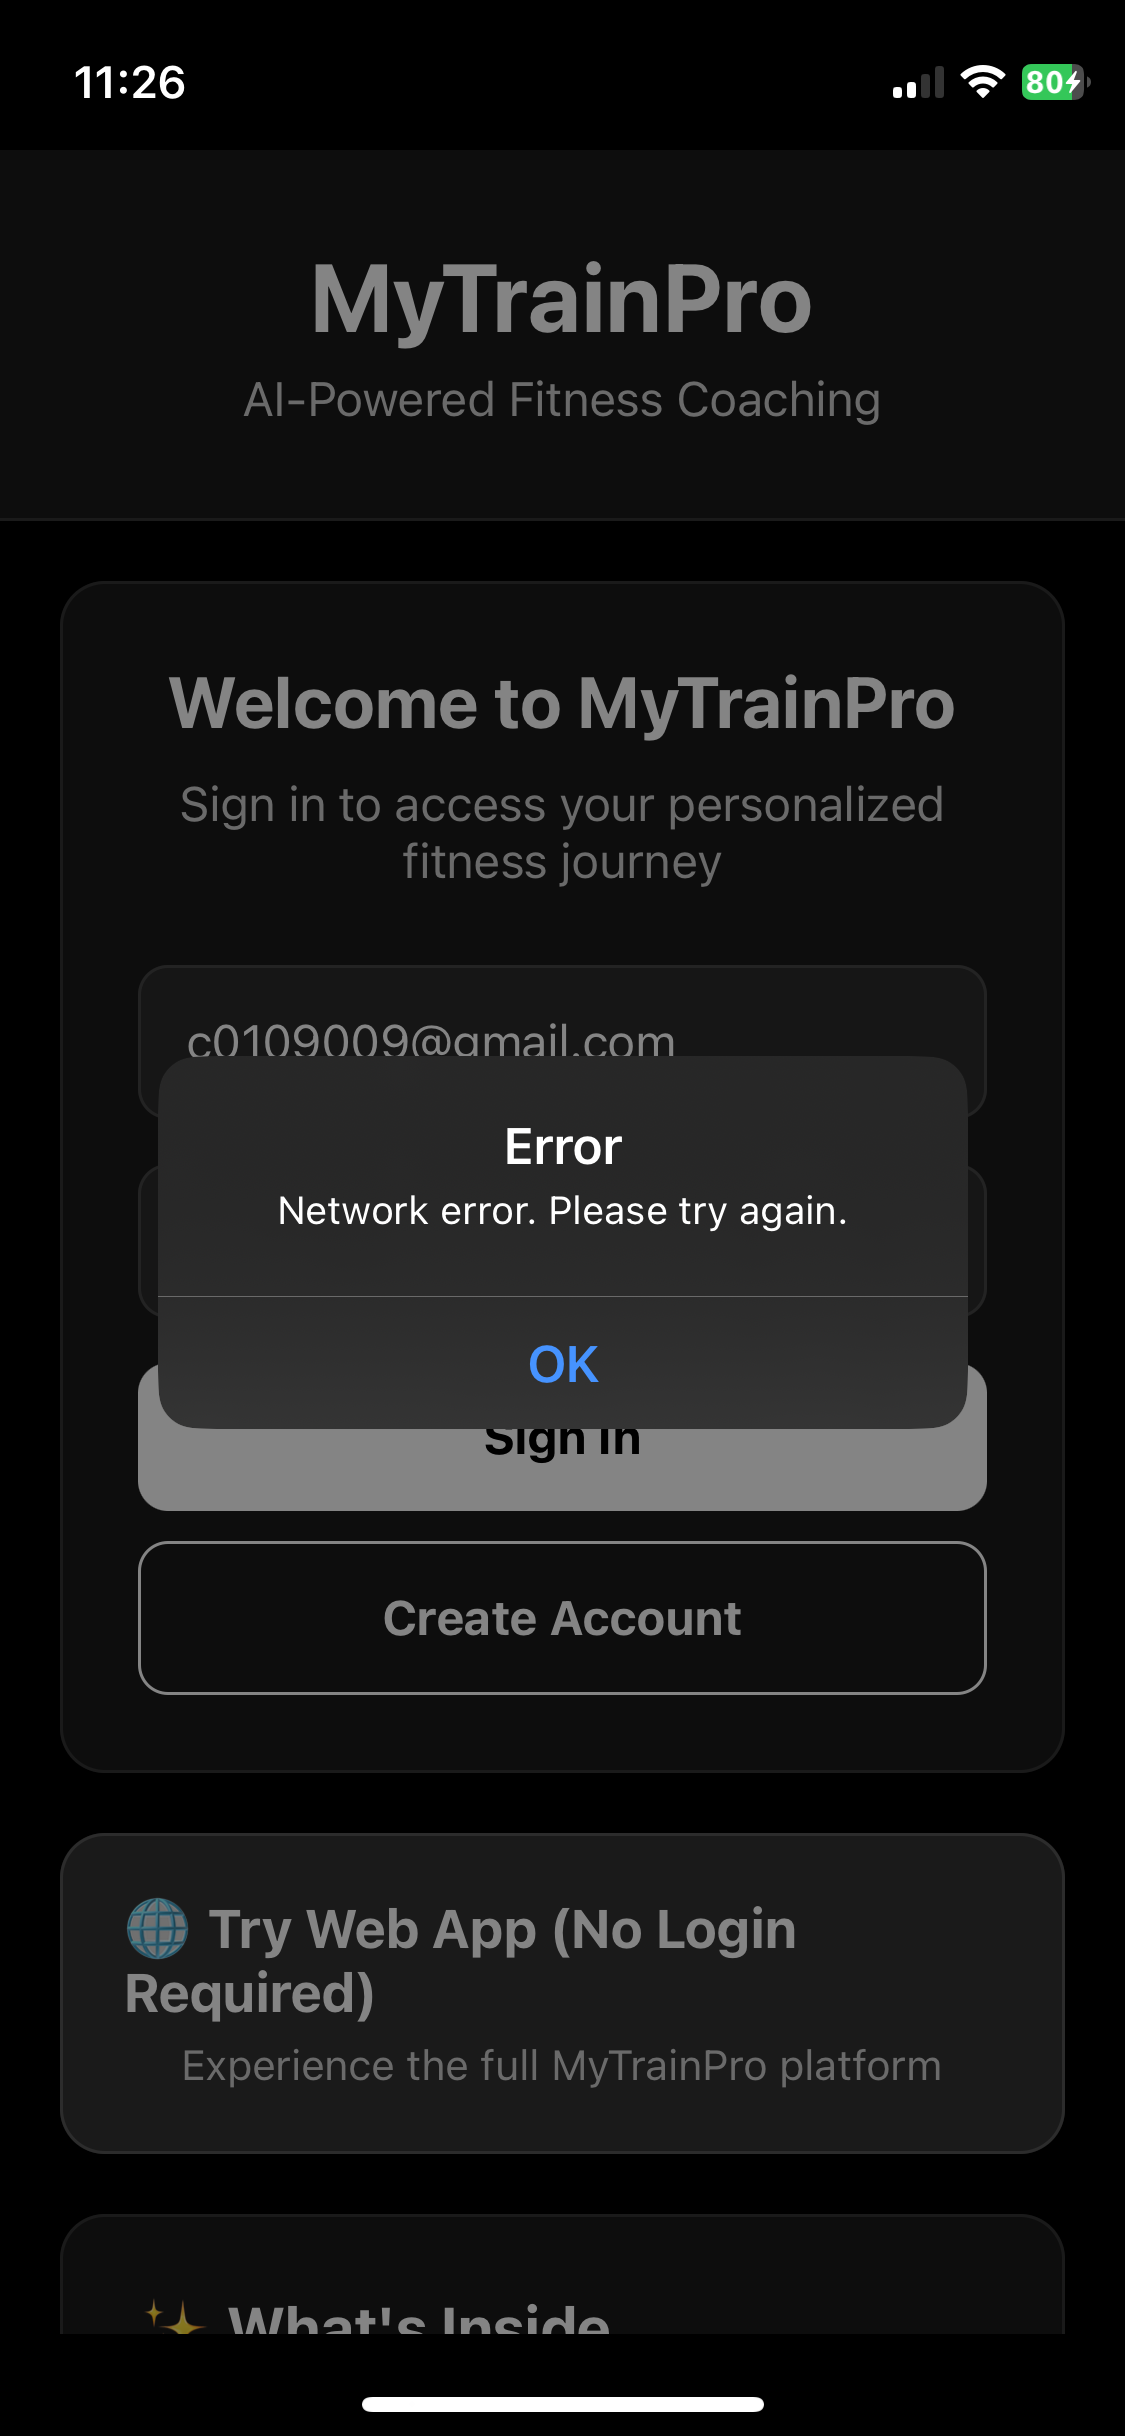 11:26
80
MyTrainPro
AI-Powered Fitness Coaching
Welcome to MyTrainPro
Sign in to access your personalized
fitness journey
c0109009@gmail.com
Error
Network error. Please try again.
OK
Sign In
Create Account
🌐 Try Web App (No Login
Required)
Experience the full MyTrainPro platform
✨ What's Inside